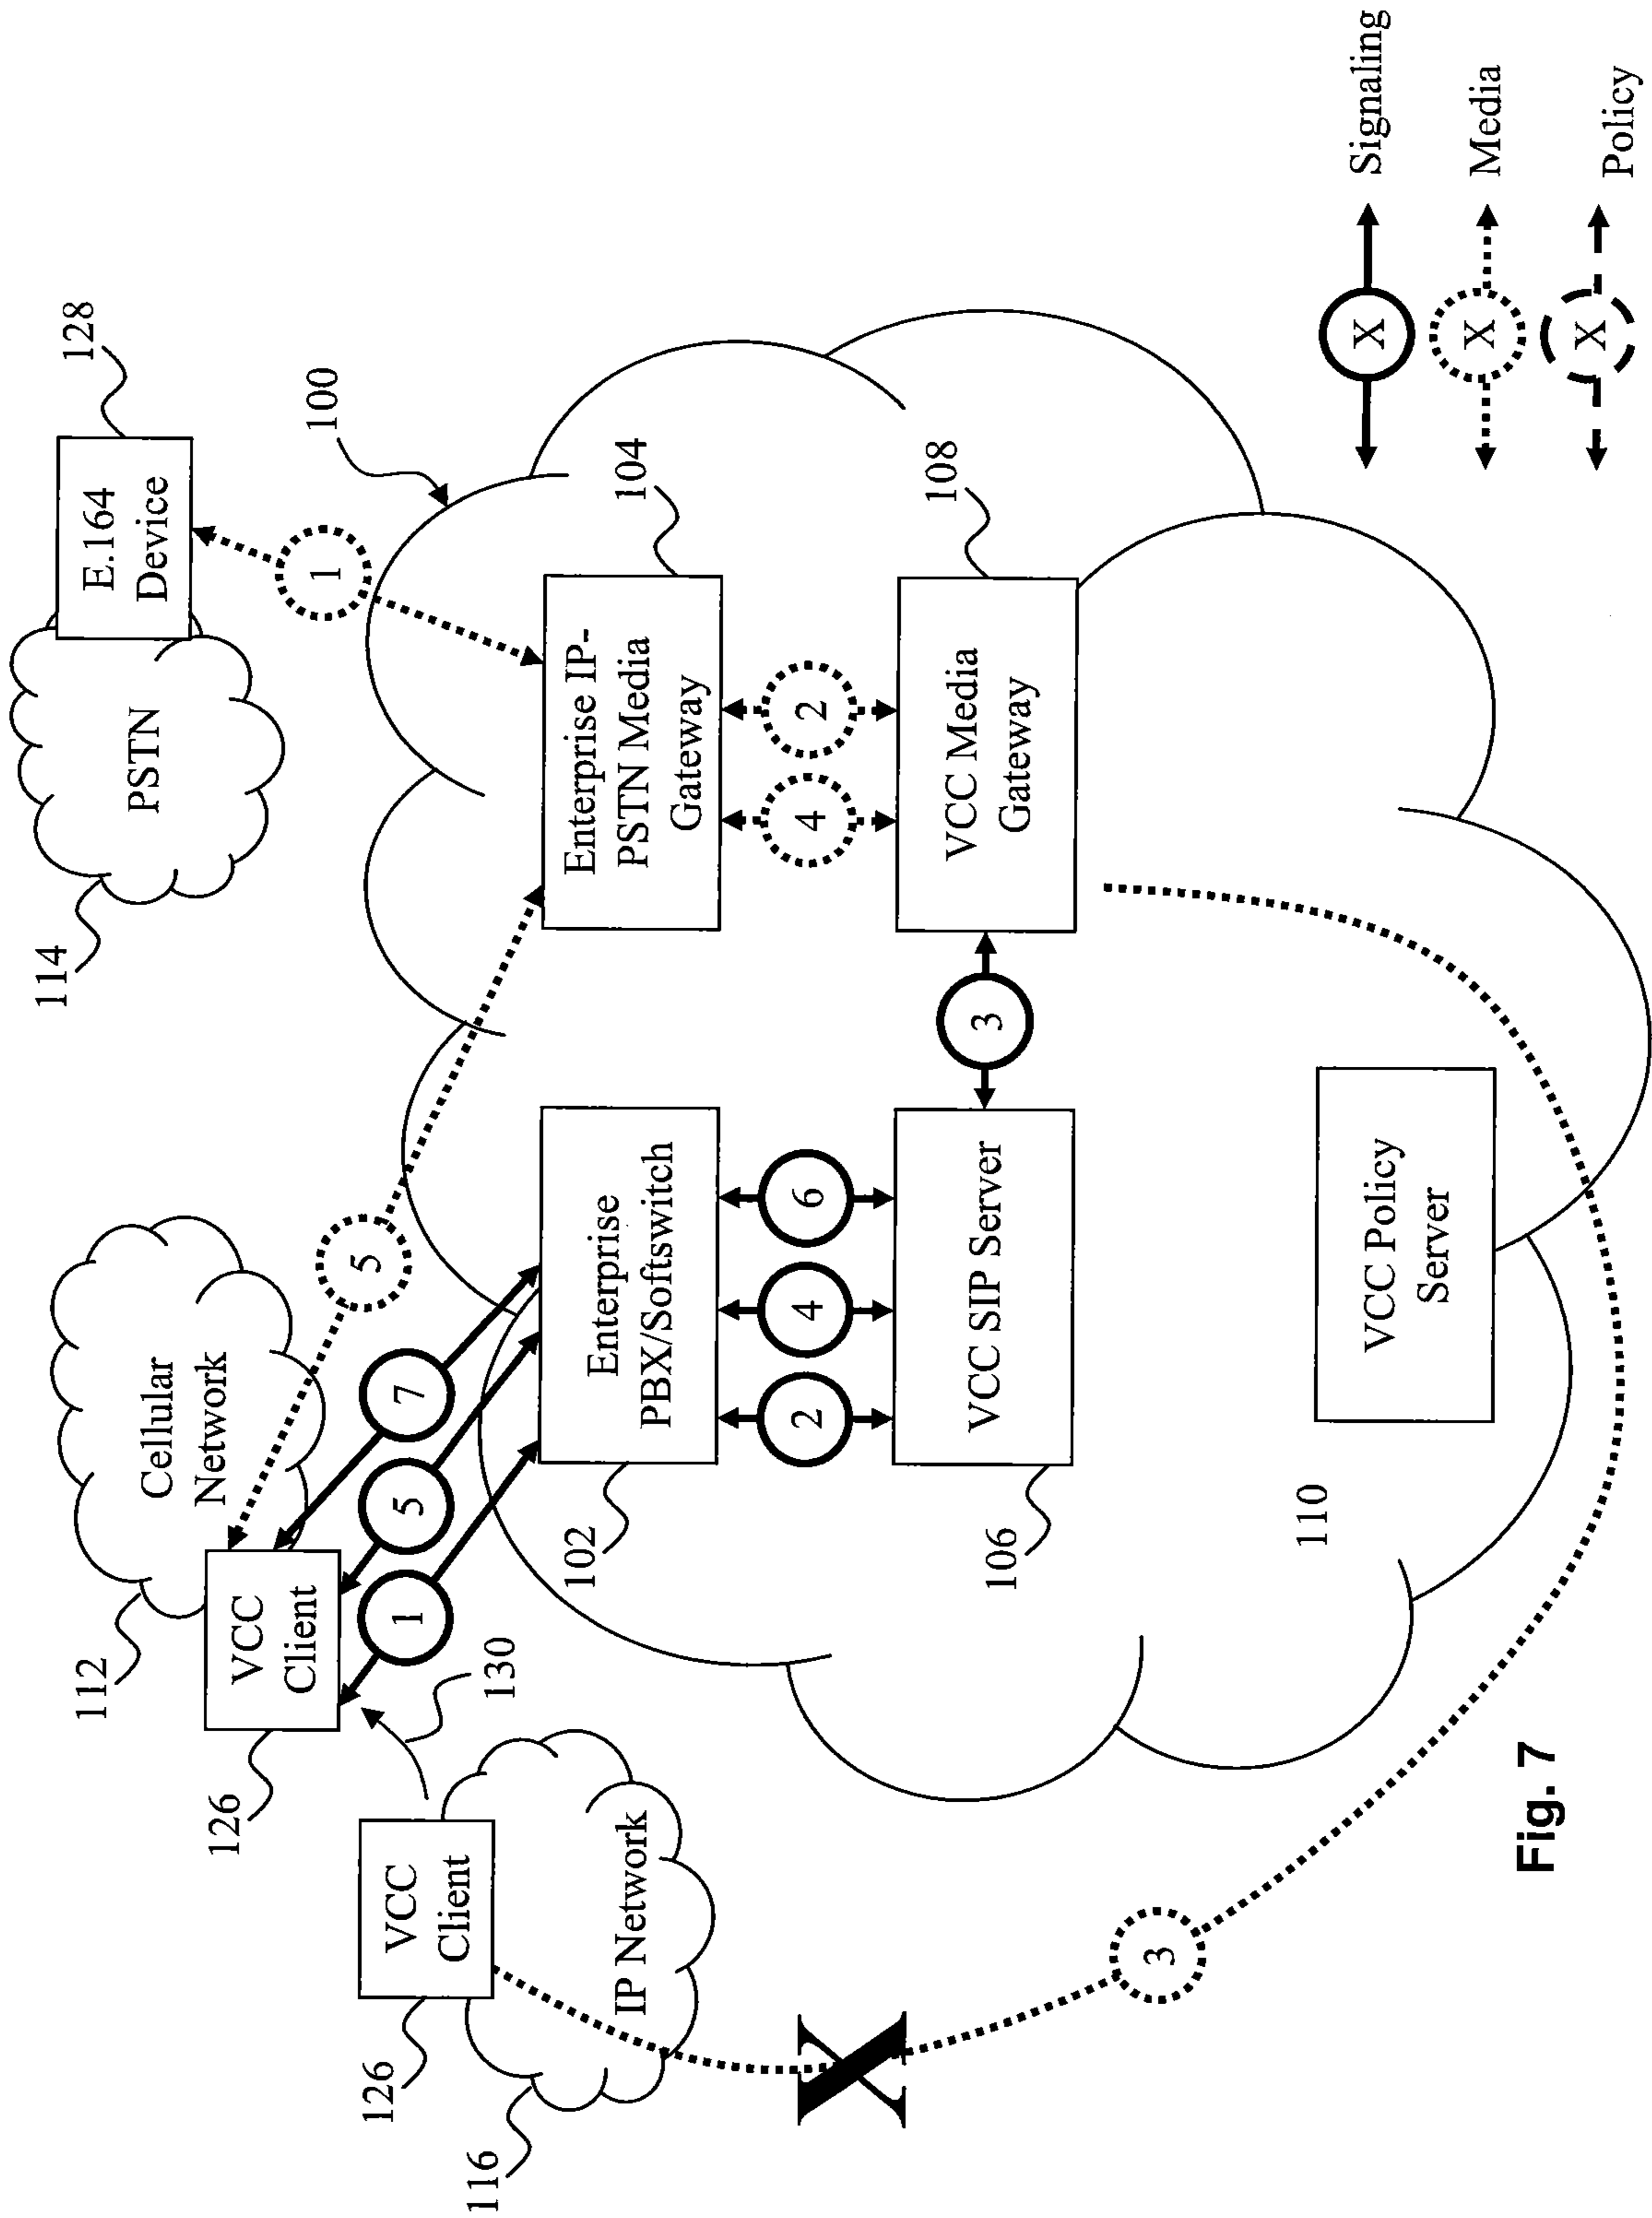 116
126
VCC
Client
IP Network
130
126
VCC
Client
112
Cellular
Network
1
5
7
5
114
PSTN
E.164
Device
128
1
100
102
Enterprise
PBX/Softswitch
Enterprise IP-
PSTN Media
Gateway
104
2
4
6
4
2
106
VCC SIP Server
3
VCC Media
Gateway
108
110
VCC Policy
Server
X
3
X
Signaling
X
Media
X
Policy
Fig. 7